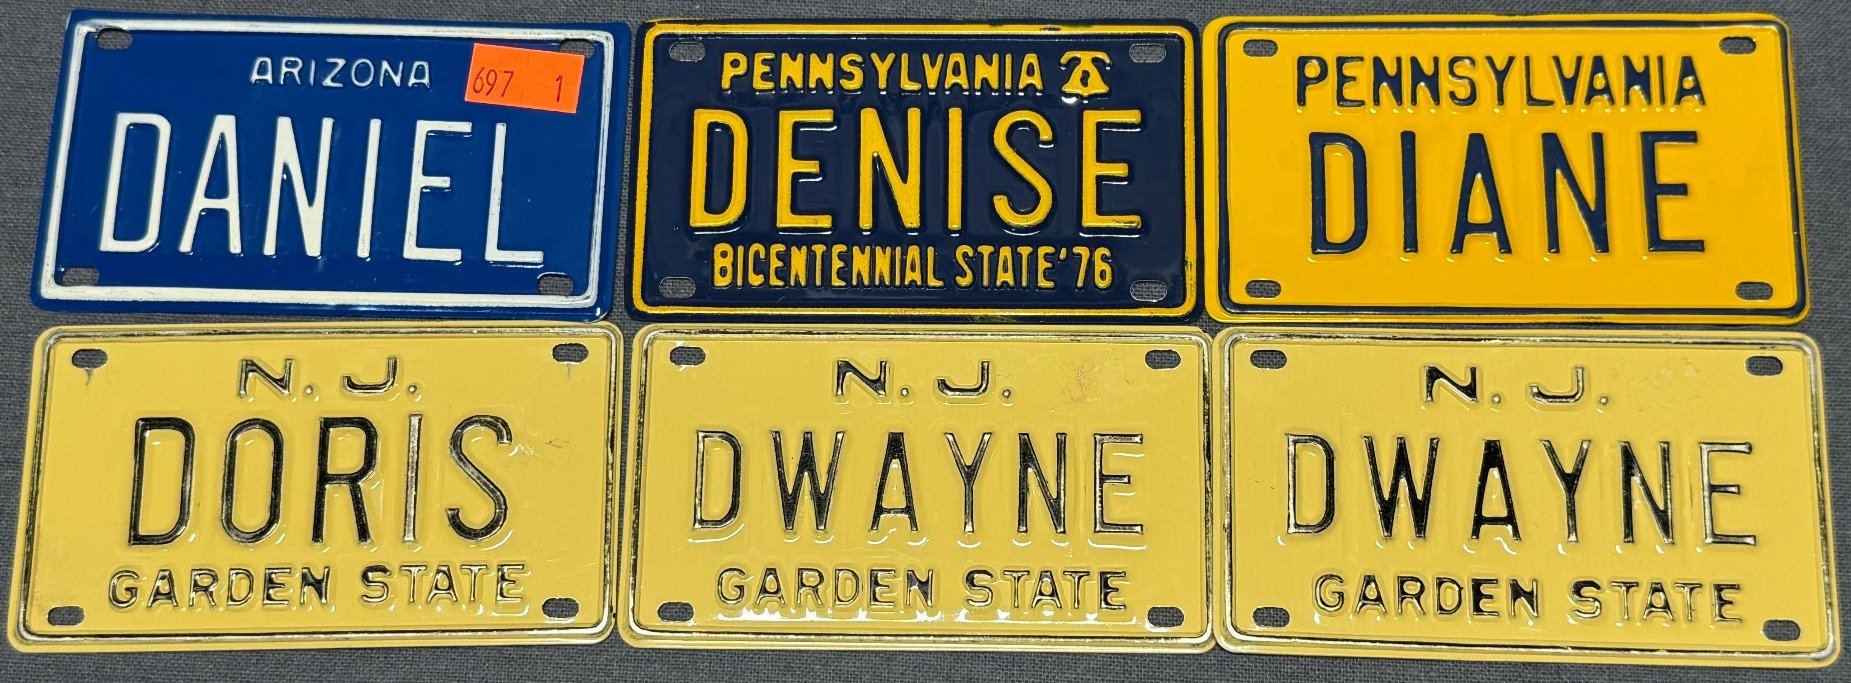 ARIZONA
697 1
DANIEL
PENNSYLVANIA
DENISE
BICENTENNIAL STATE '76
PENNSYLVANIA
DIANE
N. J.
DORIS
GARDEN STATE
N. J.
DWAYNE
GARDEN STATE
N. J.
DWAYNE
GARDEN STATE